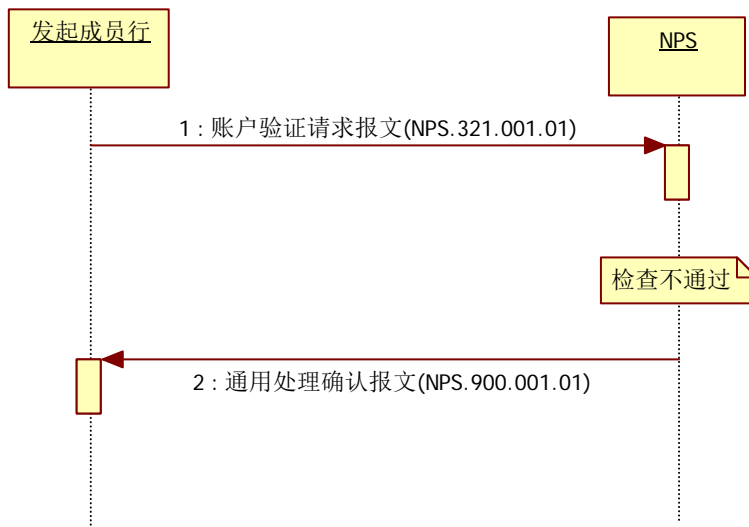 发起成员行
NPS
1 : 账户验证请求报文(NPS.321.001.01)
检查不通过
2 : 通用处理确认报文(NPS.900.001.01)